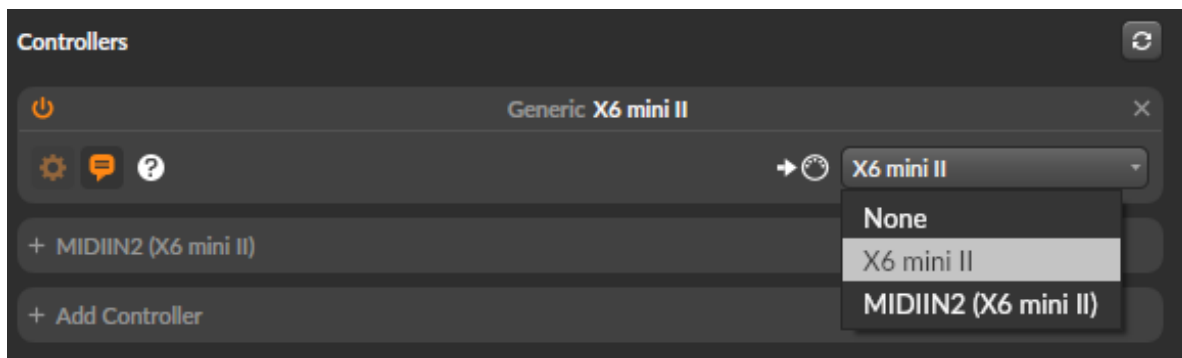 Controllers
Generic X6 mini II
?
X6 mini II
None
+ MIDIIN2 (X6 mini II)
X6 mini II
MIDIIN2 (X6 mini II)
+ Add Controller